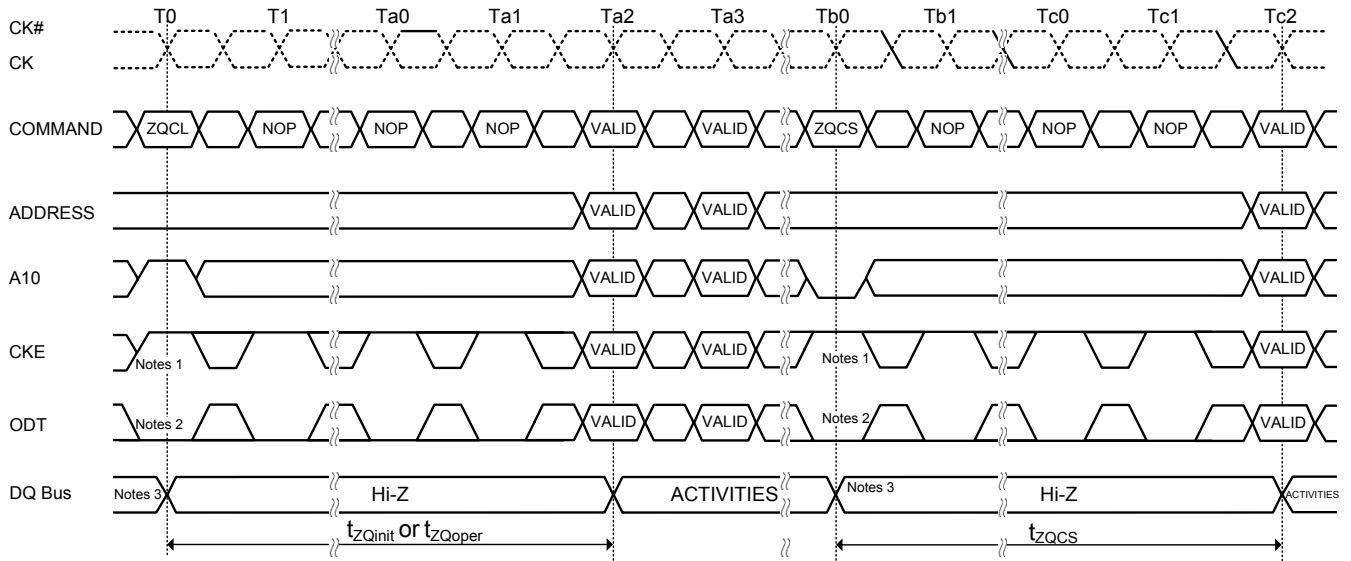 T0 T1 Ta0 Ta1 Ta2 Ta3 Tb0 Tb1 Tc0 Tc1 Tc2
CK#
CK
COMMAND ZQCL NOP NOP NOP VALID VALID ZQCS NOP NOP NOP VALID
ADDRESS VALID VALID VALID
A10 VALID VALID VALID
CKE Notes 1 VALID VALID Notes 1 VALID
ODT Notes 2 VALID VALID Notes 2 VALID
DQ Bus Notes 3 Hi-Z ACTIVITIES Notes 3 Hi-Z ACTIVITIES
tZQinit or tZQoper tZQCS